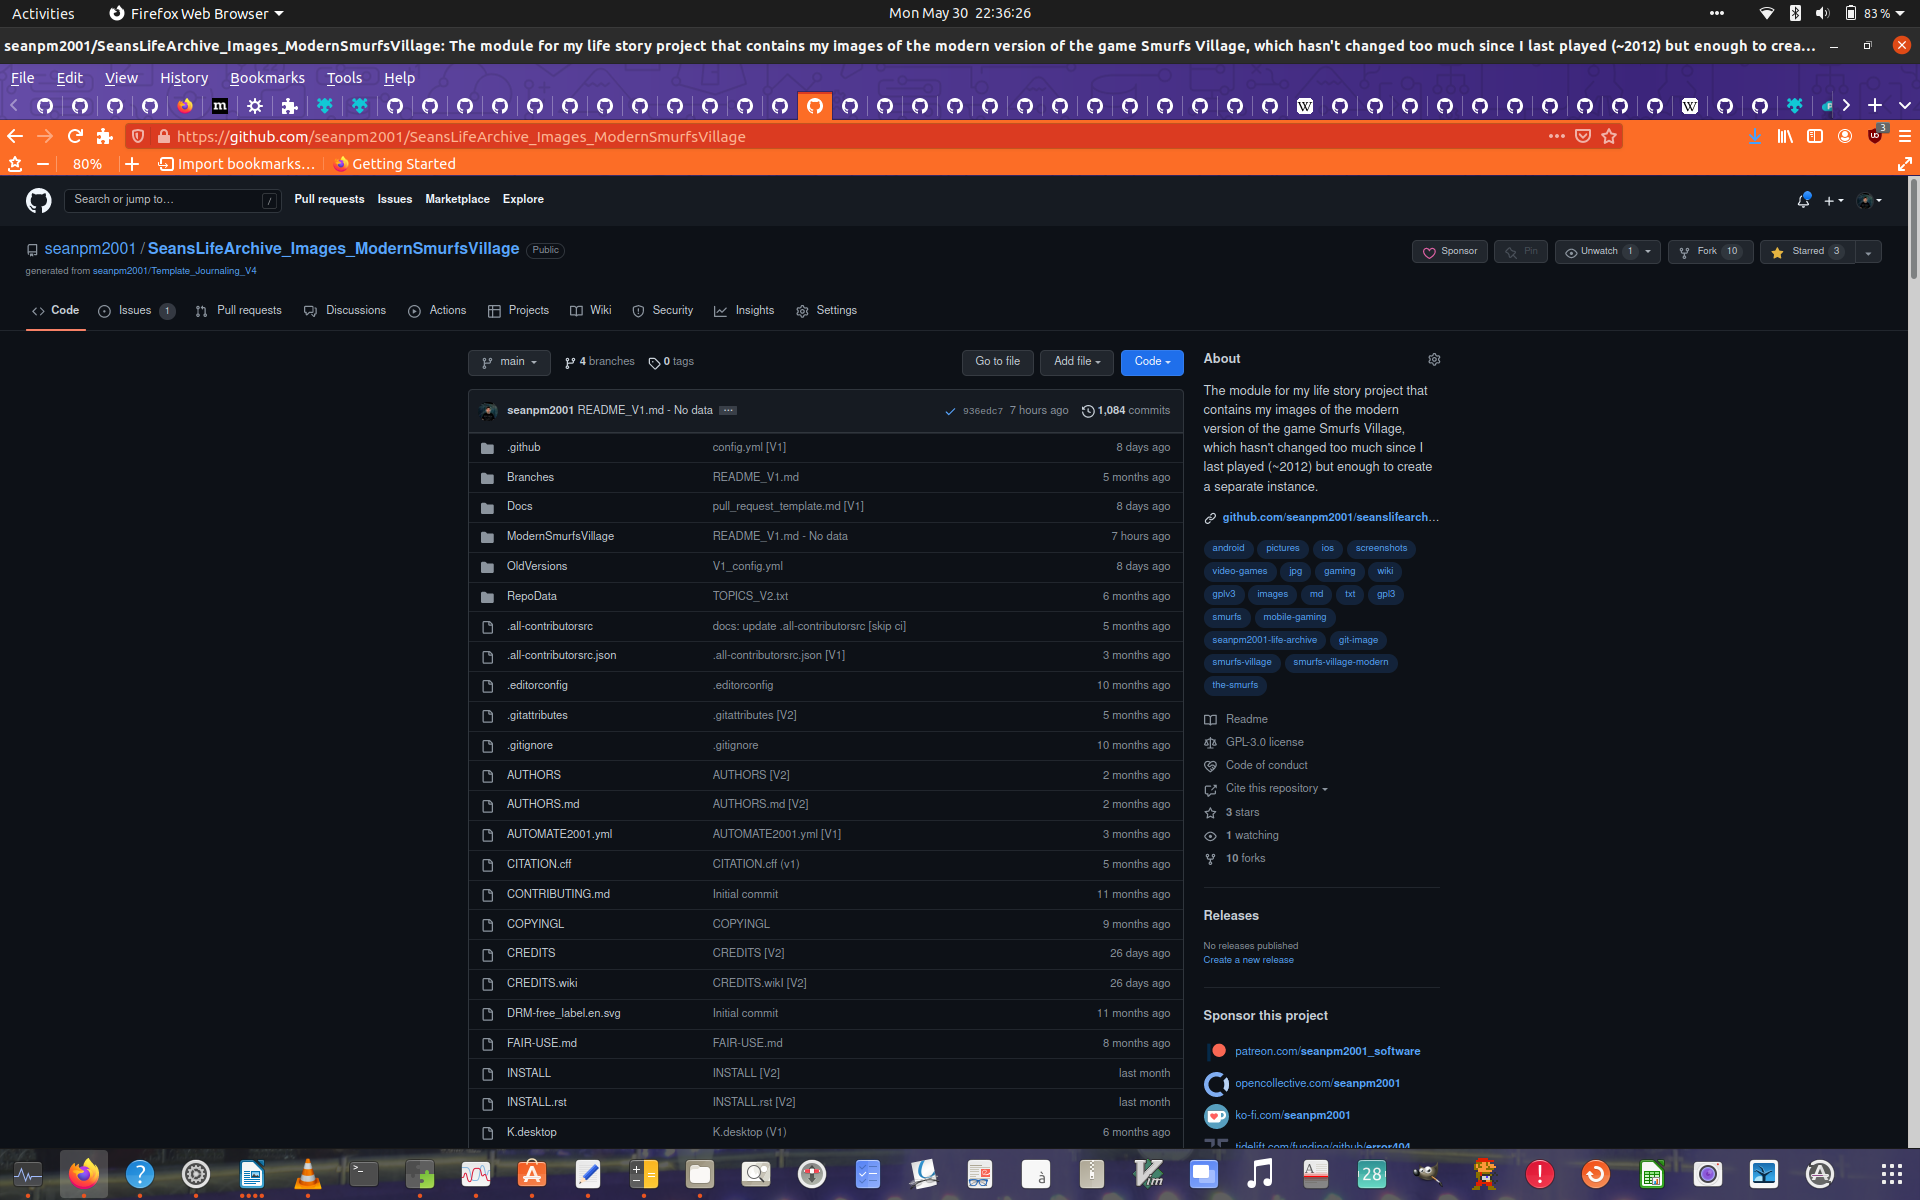 Activities
Firefox Web Browser
Mon May 30 22:36:26
83 %
seanpm2001/SeansLifeArchive_Images_ModernSmurfsVillage: The module for my life story project that contains my images of the modern version of the game Smurfs Village, which hasn't changed too much since I last played (~2012) but enough to crea...
File Edit View History Bookmarks Tools Help
https://github.com/seanpm2001/SeansLifeArchive_Images_ModernSmurfsVillage
3
80%
Import bookmarks...
Getting Started
Search or jump to...
/
Pull requests Issues Marketplace Explore
seanpm2001 / SeansLifeArchive_Images_ModernSmurfsVillage Public
generated from seanpm2001/Template_Journaling_V4
Sponsor
Pin
Unwatch 1
Fork 10
Starred 3
Code
Issues 1
Pull requests
Discussions
Actions
Projects
Wiki
Security
Insights
Settings
main
4 branches
0 tags
Go to file
Add file
Code
seanpm2001 README_V1.md - No data ...
936edc7 7 hours ago
1,084 commits
.github config.yml [V1] 8 days ago
Branches README_V1.md 5 months ago
Docs pull_request_template.md [V1] 8 days ago
ModernSmurfsVillage README_V1.md - No data 7 hours ago
OldVersions V1_config.yml 8 days ago
RepoData TOPICS_V2.txt 6 months ago
.all-contributorsrc docs: update .all-contributorsrc [skip ci] 5 months ago
.all-contributorsrc.json .all-contributorsrc.json [V1] 3 months ago
.editorconfig .editorconfig 10 months ago
.gitattributes .gitattributes [V2] 5 months ago
.gitignore .gitignore 10 months ago
AUTHORS AUTHORS [V2] 2 months ago
AUTHORS.md AUTHORS.md [V2] 2 months ago
AUTOMATE2001.yml AUTOMATE2001.yml [V1] 3 months ago
CITATION.cff CITATION.cff (v1) 5 months ago
CONTRIBUTING.md Initial commit 11 months ago
COPYINGL COPYINGL 9 months ago
CREDITS CREDITS [V2] 26 days ago
CREDITS.wiki CREDITS.wikI [V2] 26 days ago
DRM-free_label.en.svg Initial commit 11 months ago
FAIR-USE.md FAIR-USE.md 8 months ago
INSTALL INSTALL [V2] last month
INSTALL.rst INSTALL.rst [V2] last month
K.desktop K.desktop (V1) 6 months ago
About
The module for my life story project that
contains my images of the modern
version of the game Smurfs Village,
which hasn't changed too much since I
last played (~2012) but enough to create
a separate instance.
github.com/seanpm2001/seanslifearch...
android pictures ios screenshots
video-games jpg gaming wiki
gplv3 images md txt gpl3
smurfs mobile-gaming
seanpm2001-life-archive git-image
smurfs-village smurfs-village-modern
the-smurfs
Readme
GPL-3.0 license
Code of conduct
Cite this repository
3 stars
1 watching
10 forks
Releases
No releases published
Create a new release
Sponsor this project
patreon.com/seanpm2001_software
opencollective.com/seanpm2001
ko-fi.com/seanpm2001
tidelift.com/funding/github/error404
28